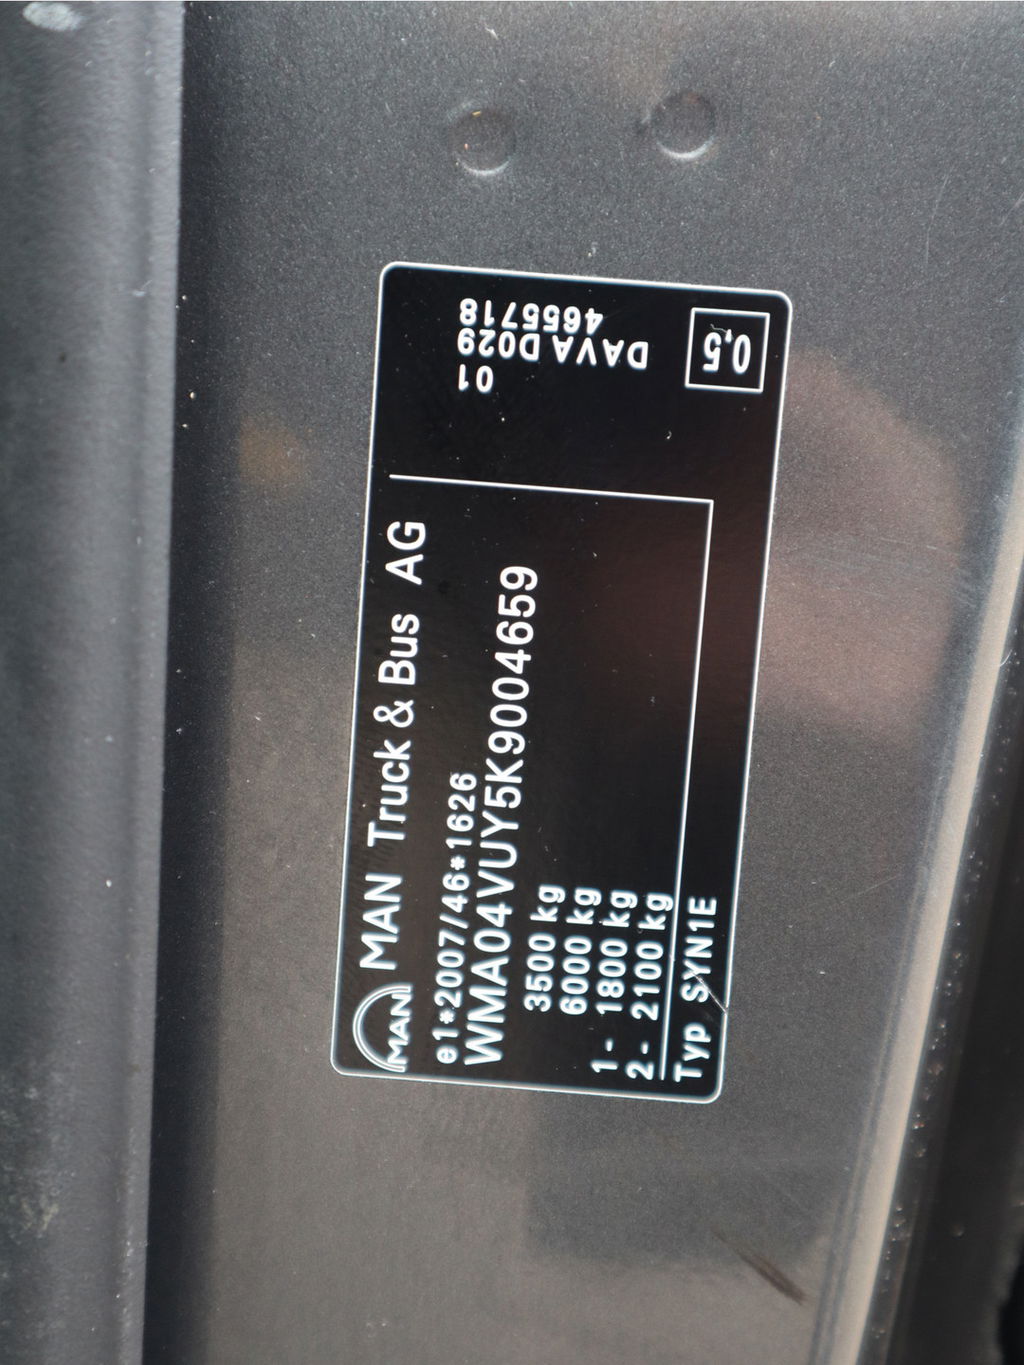 MAN
MAN Truck & Bus AG
e1*2007/46*1626
WMA04VUY5K9004659
3500 kg
6000 kg
1- 1800 kg
2- 2100 kg
Typ SYN1E
4655718
DAVA D029
01
0,5